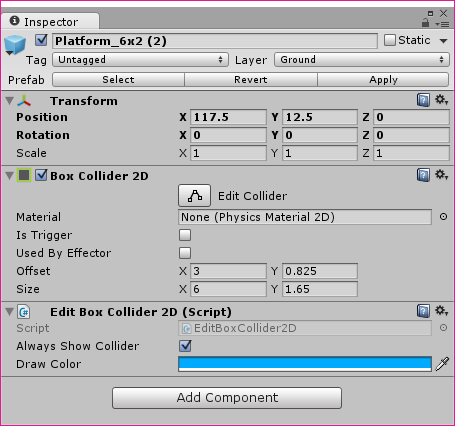 Inspector
Platform_6x2 (2)
Static
Tag Untagged Layer Ground
Prefab Select Revert Apply
Transform
Position X 117.5 Y 12.5 Z 0
Rotation X 0 Y 0 Z 0
Scale X 1 Y 1 Z 1
Box Collider 2D
Edit Collider
Material None (Physics Material 2D)
Is Trigger
Used By Effector
Offset X 3 Y 0.825
Size X 6 Y 1.65
Edit Box Collider 2D (Script)
Script EditBoxCollider2D
Always Show Collider
Draw Color
Add Component